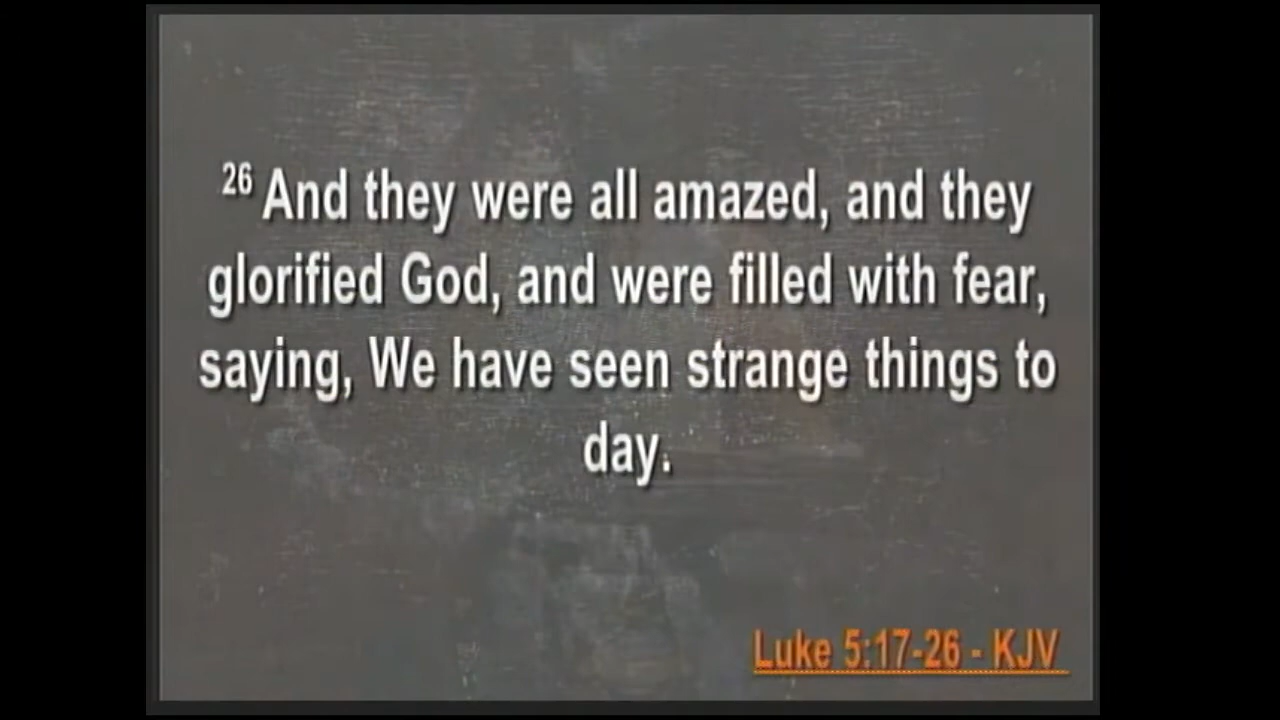 26 And they were all amazed, and they
glorified God, and were filled with fear,
saying, We have seen strange things to
day.
Luke 5:17-26 - KJV